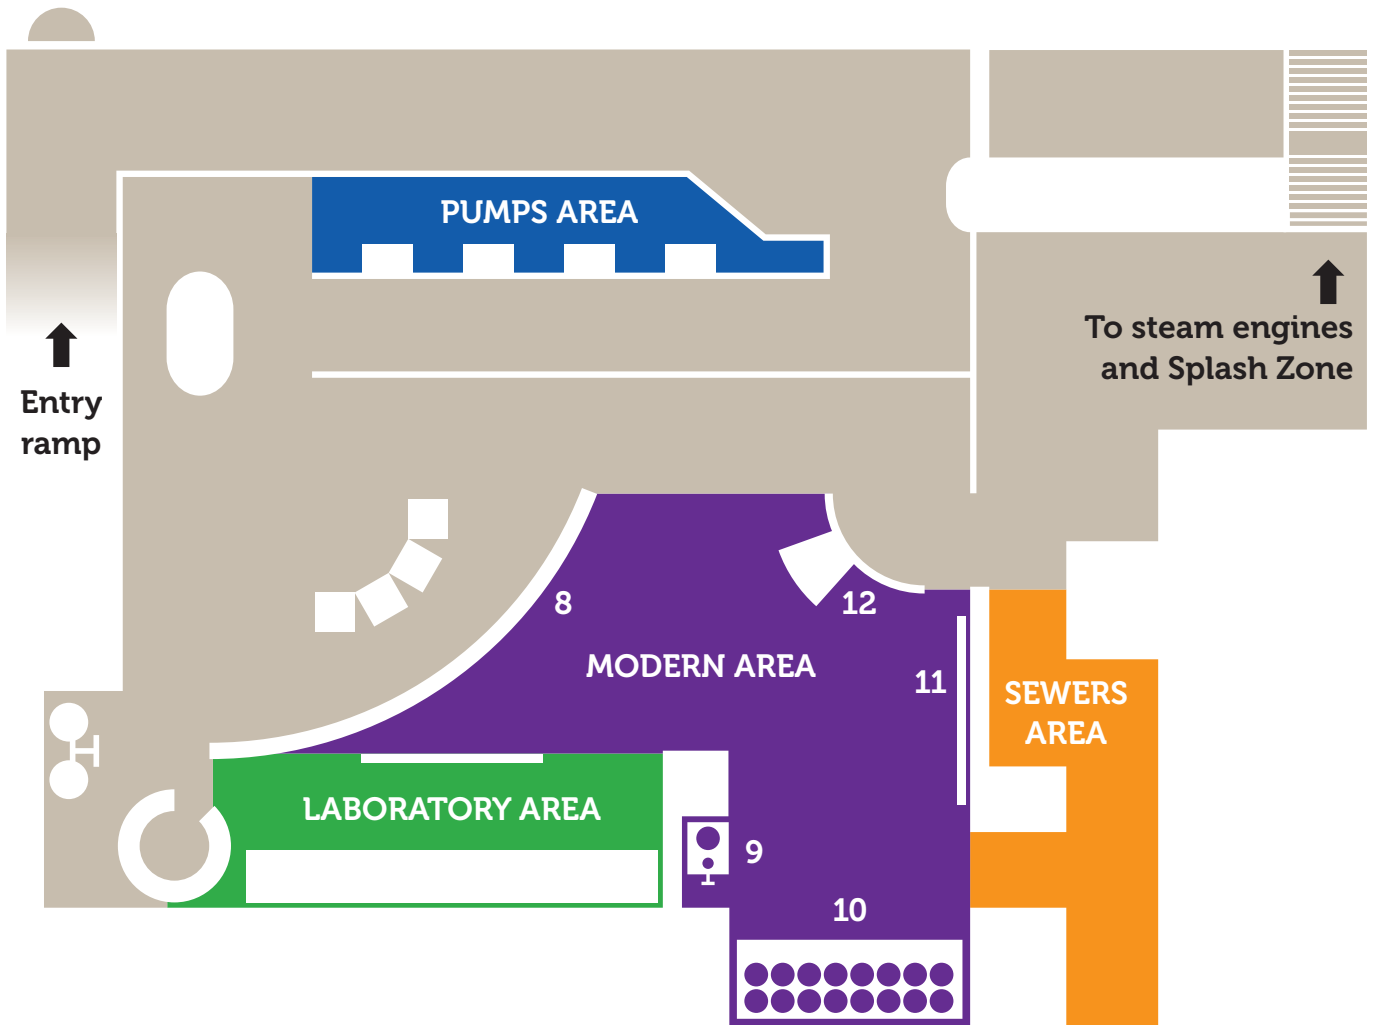 PUMPS AREA
To steam engines
and Splash Zone
Entry
ramp
8
12
MODERN AREA
11
SEWERS
AREA
LABORATORY AREA
9
10